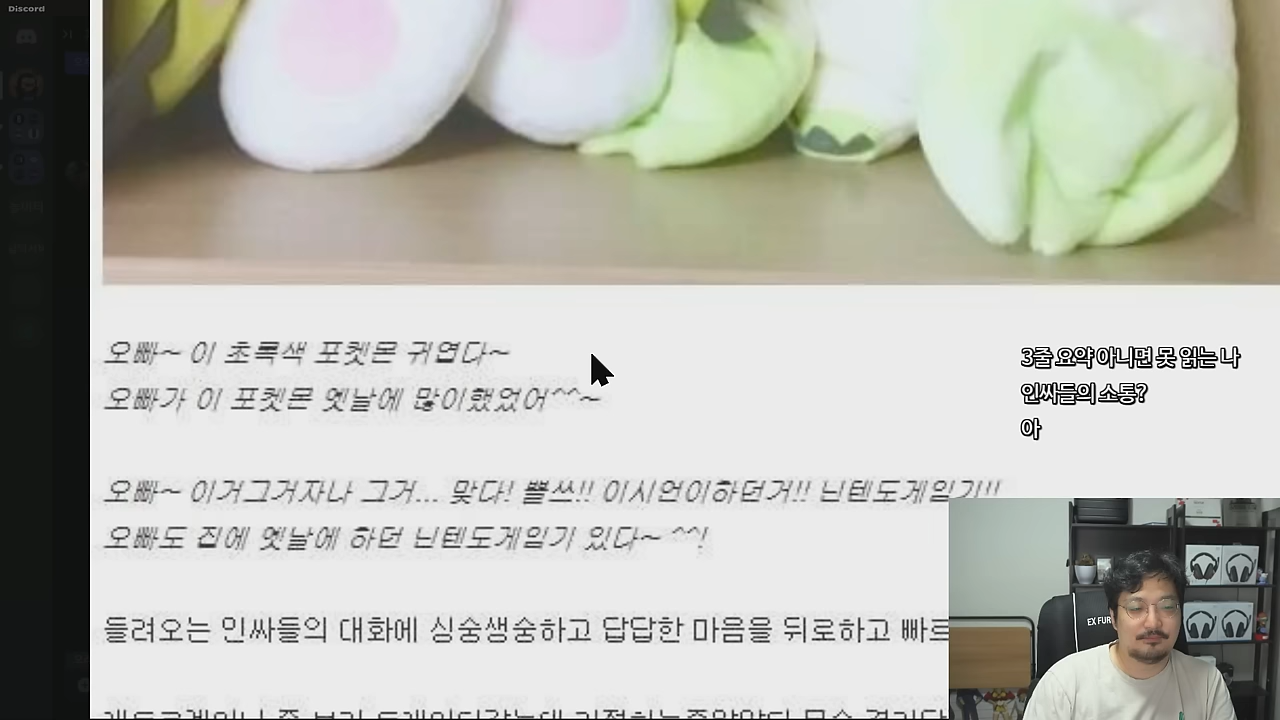 Discord
오빠~ 이 초록색 포켓몬 귀엽다~
오빠가 이 포켓몬 옛날에 많이했었어^^~
오빠~ 이거그거자나 그거... 맞다! 쁠쓰!! 이시언이하던거!! 닌텐도게임기!!
오빠도 집에 옛날에 하던 닌텐도게임기 있다~ ^^!
들려오는 인싸들의 대화에 싱숭생숭하고 답답한 마음을 뒤로하고 빠르
3줄 요약 아니면 못 읽는 나
인싸들의 소통?
아
EX FUR